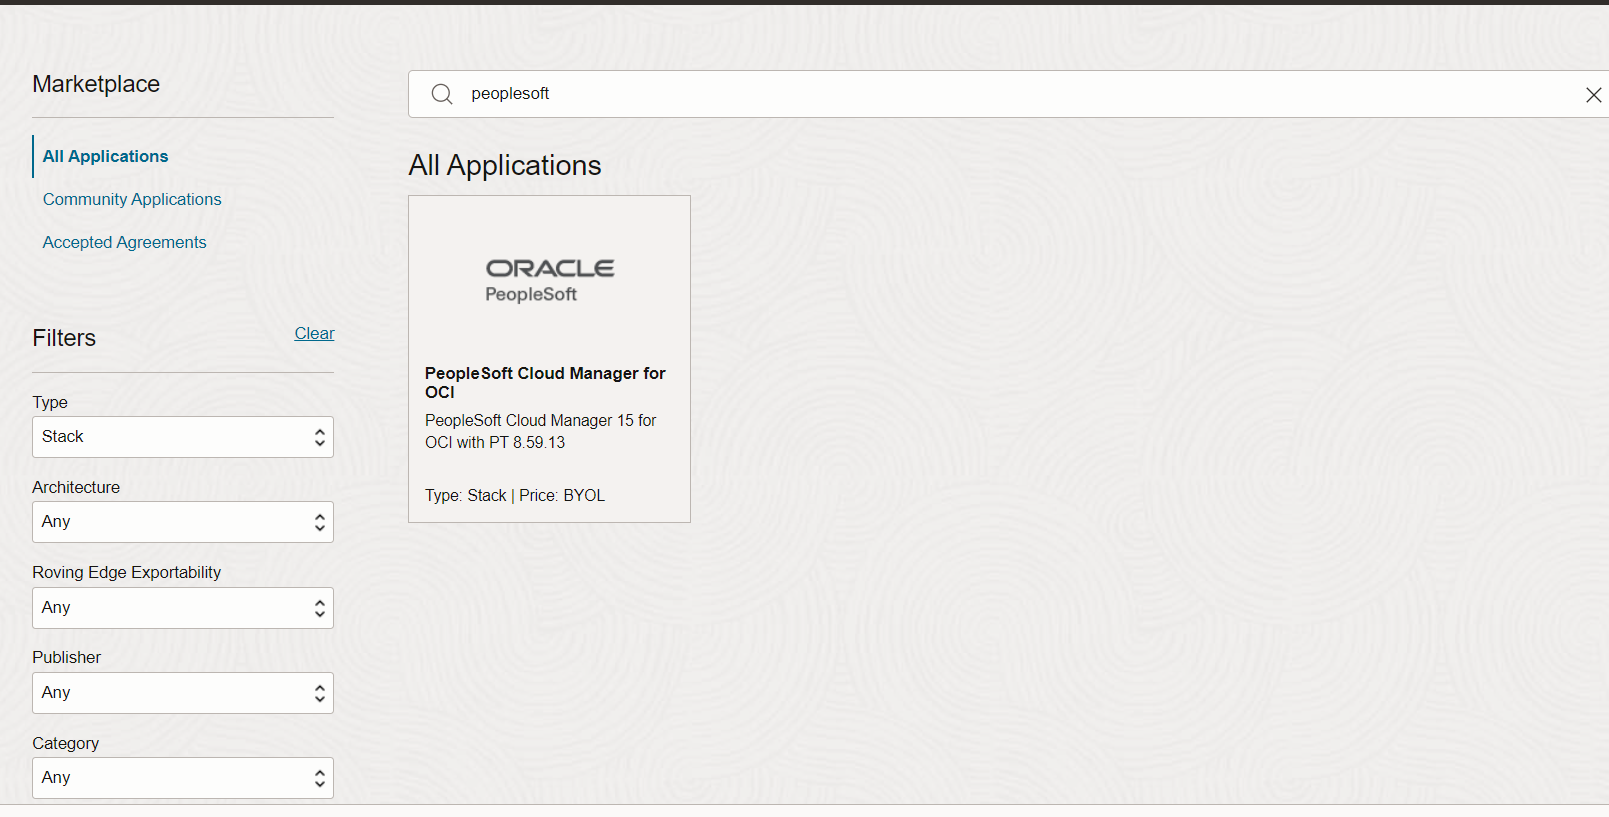 Marketplace
All Applications
Community Applications
Accepted Agreements
Filters
Clear
Type
Stack
Architecture
Any
Roving Edge Exportability
Any
Publisher
Any
Category
Any
peoplesoft
All Applications
ORACLE
PeopleSoft
PeopleSoft Cloud Manager for
OCI
PeopleSoft Cloud Manager 15 for
OCI with PT 8.59.13
Type: Stack | Price: BYOL